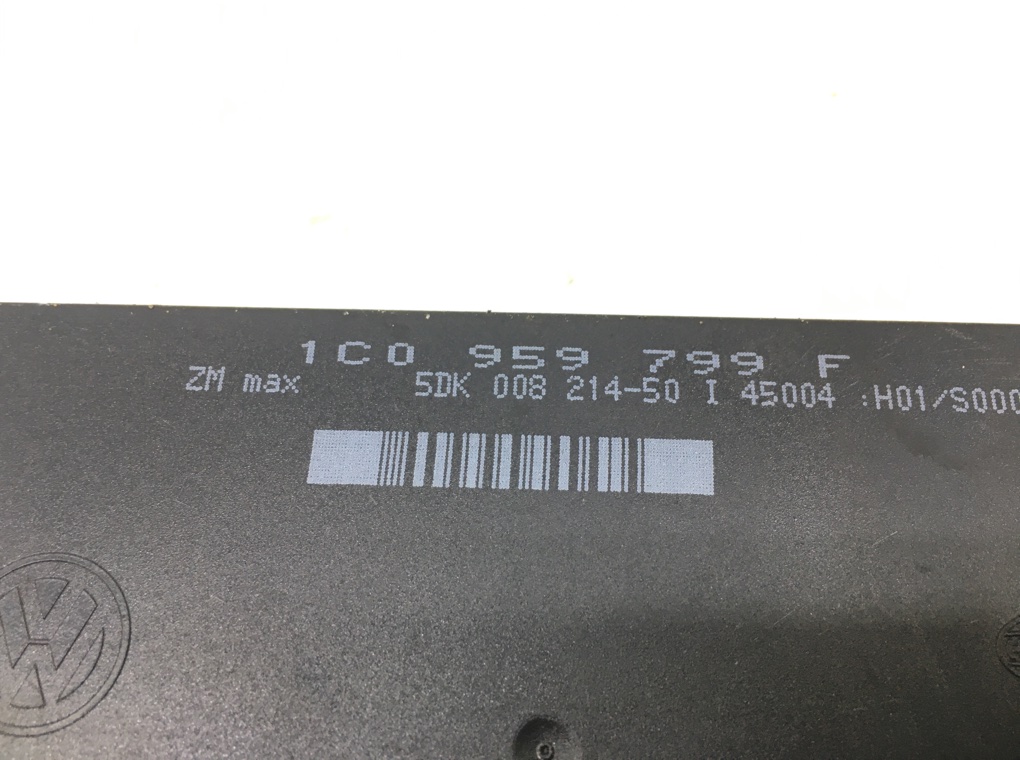 1C0 959 799 F
ZM max 5DK 008 214-50 I 45004 :H01/S000